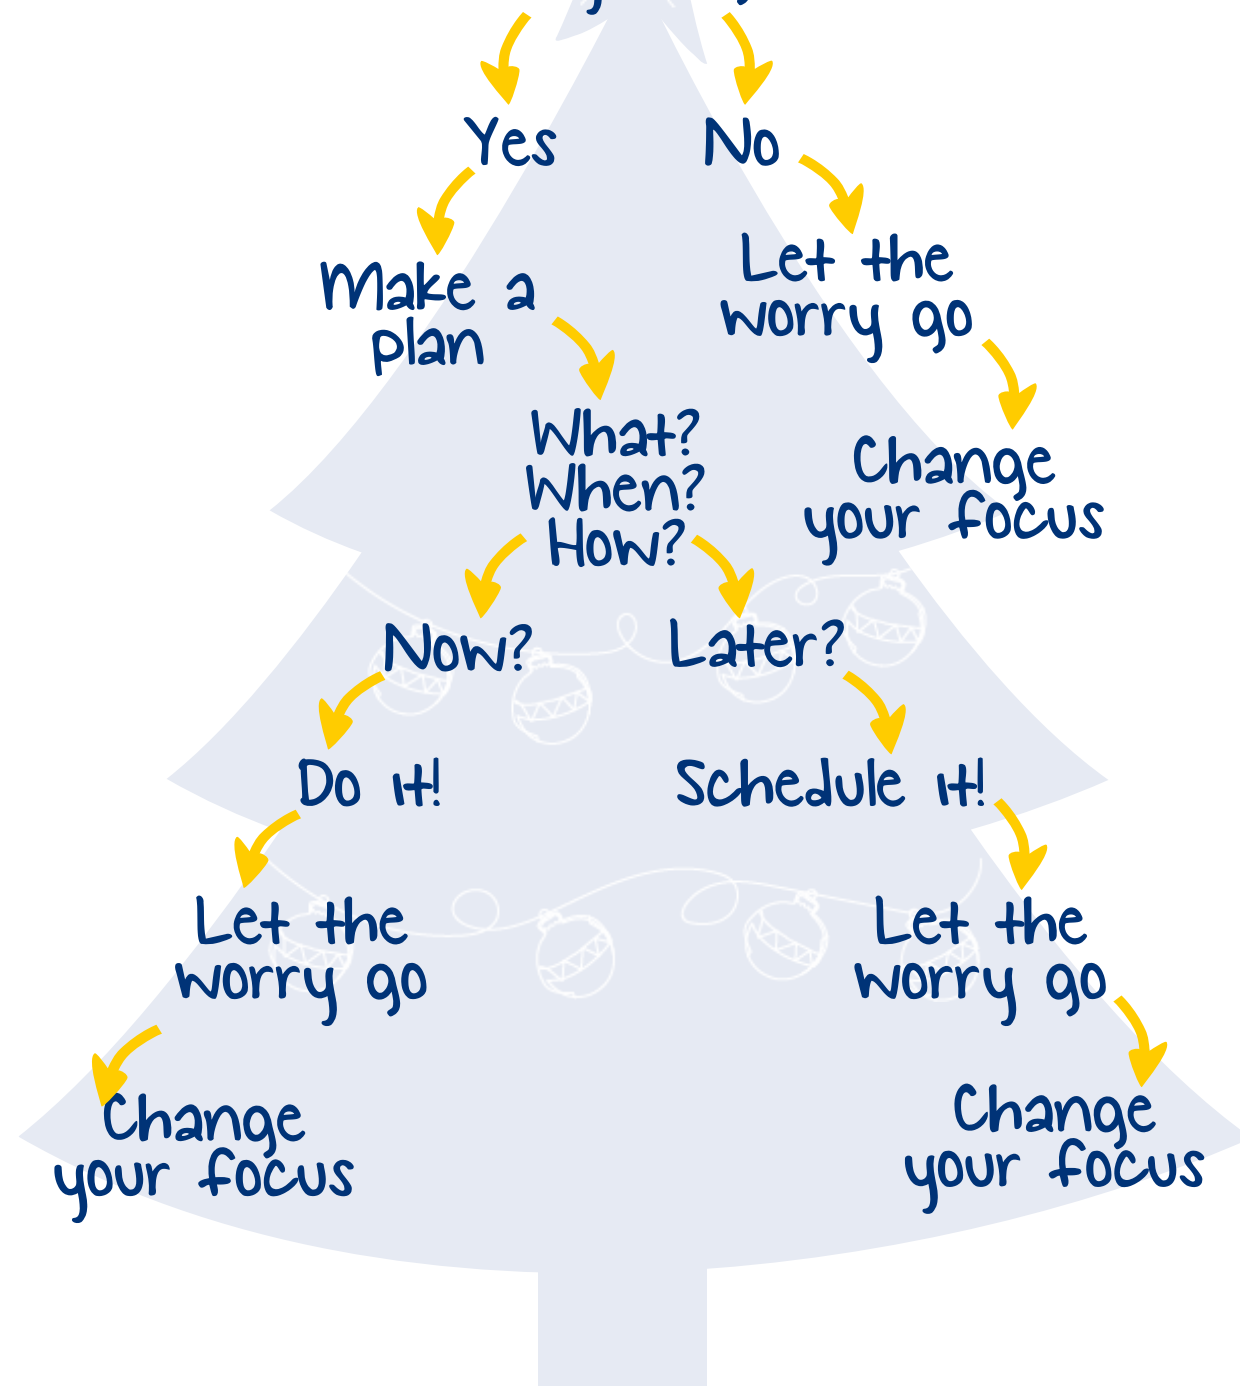 Yes
No
Make a
plan
Let the
worry go
What?
When?
How?
Change
your focus
Now?
Later?
Do it!
Schedule it!
Let the
worry go
Let the
worry go
Change
your focus
Change
your focus